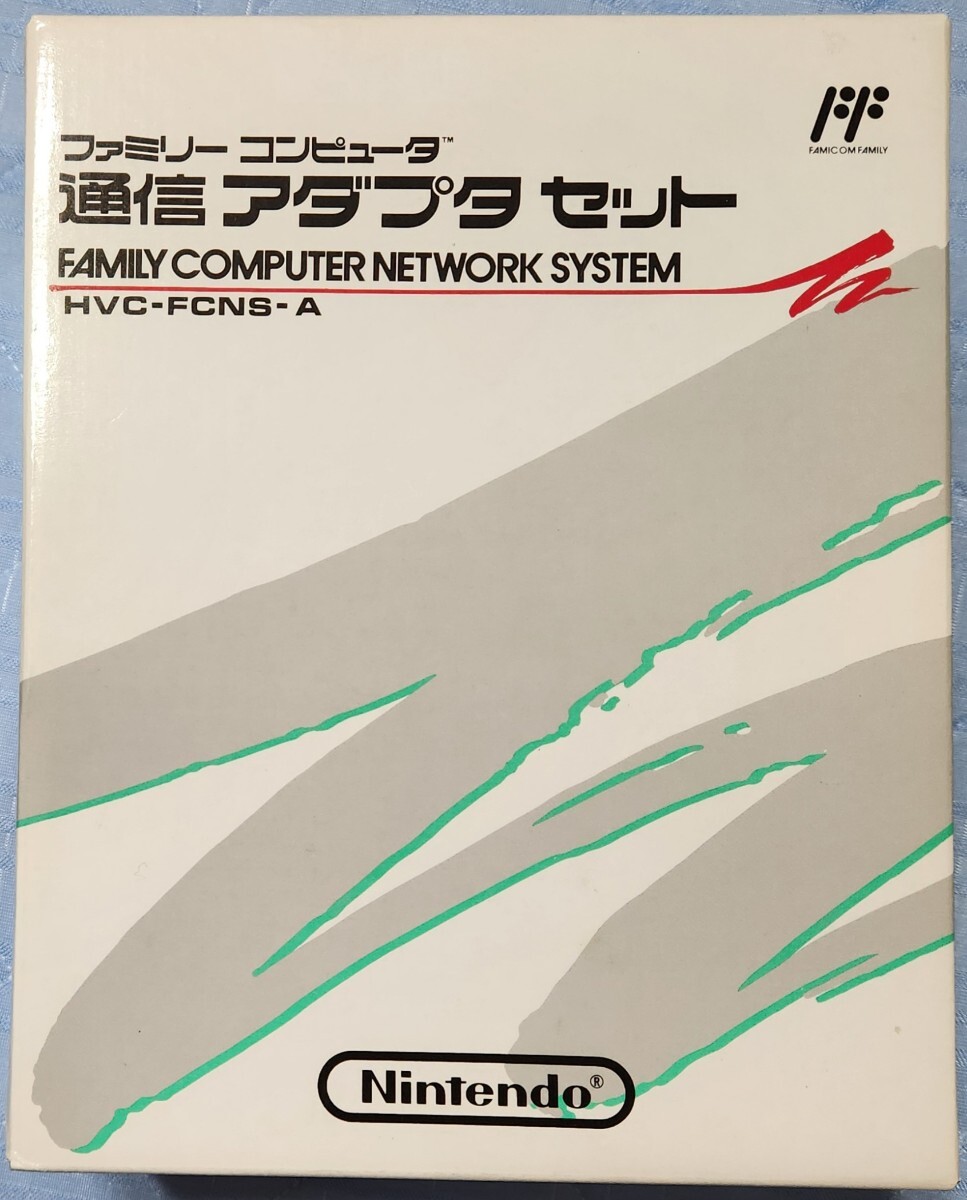 FAMICOM FAMILY
ファミリー コンピュータ™
通信 アダプタ セット
FAMILY COMPUTER NETWORK SYSTEM
HVC-FCNS-A
Nintendo®